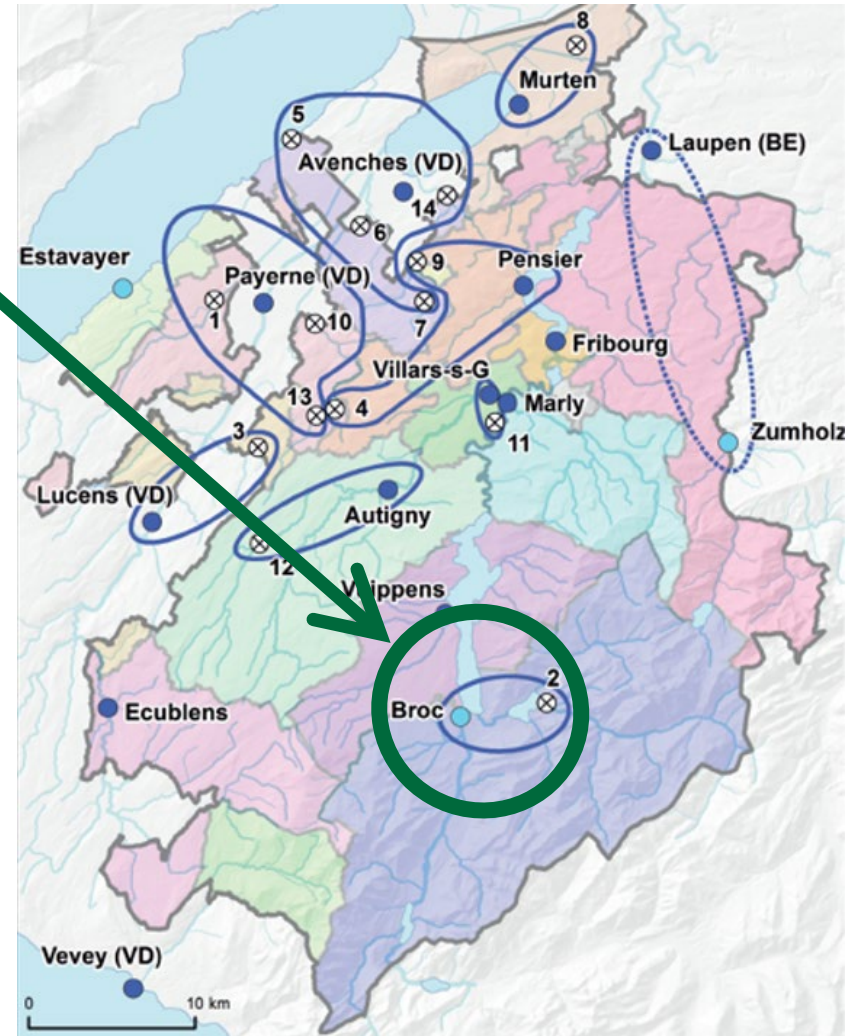 8
Murten
5
Laupen (BE)
Avenches (VD)
14
6
Estavayer
9
Pensier
Payerne (VD)
1
10
7
Fribourg
Villars-s-G
13
4
Marly
3
11
Zumholz
Lucens (VD)
Autigny
12
Vuippens
2
Broc
Ecublens
Vevey (VD)
0
10 km